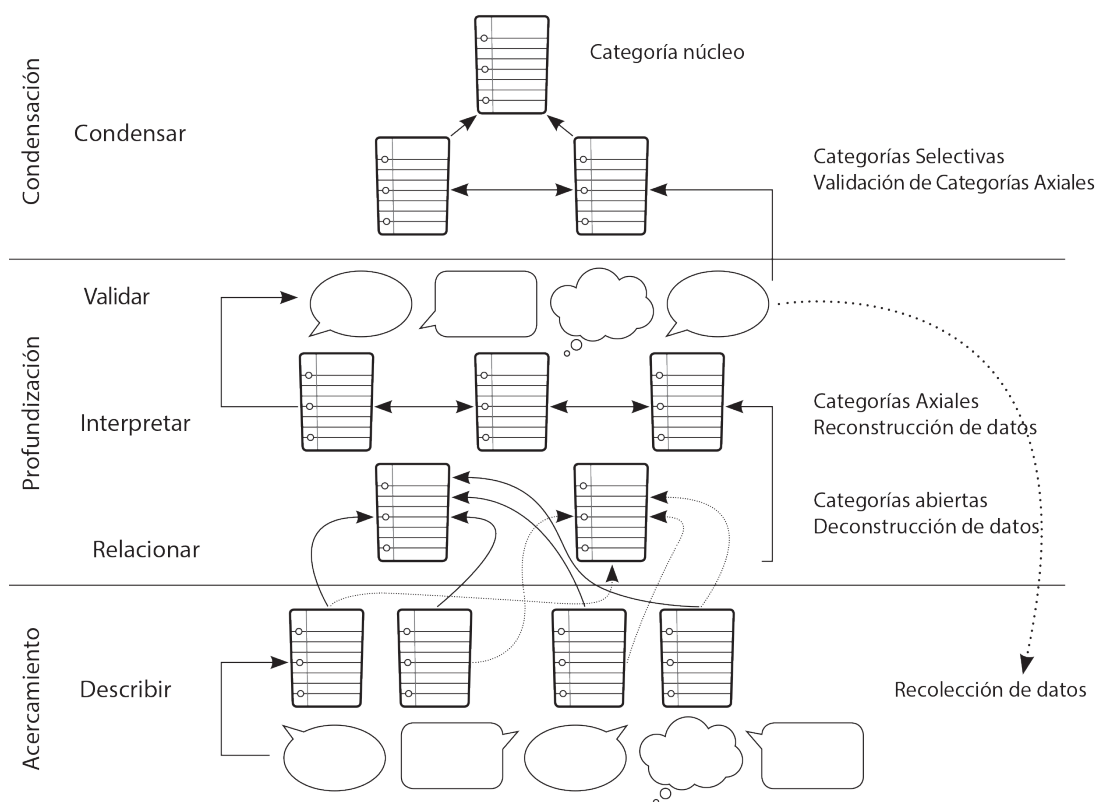 Condensación
Categoría núcleo
Condensar
Categorías Selectivas
Validación de Categorías Axiales
Profundización
Validar
Interpretar
Categorías Axiales
Reconstrucción de datos
Categorías abiertas
Deconstrucción de datos
Relacionar
Acercamiento
Describir
Recolección de datos